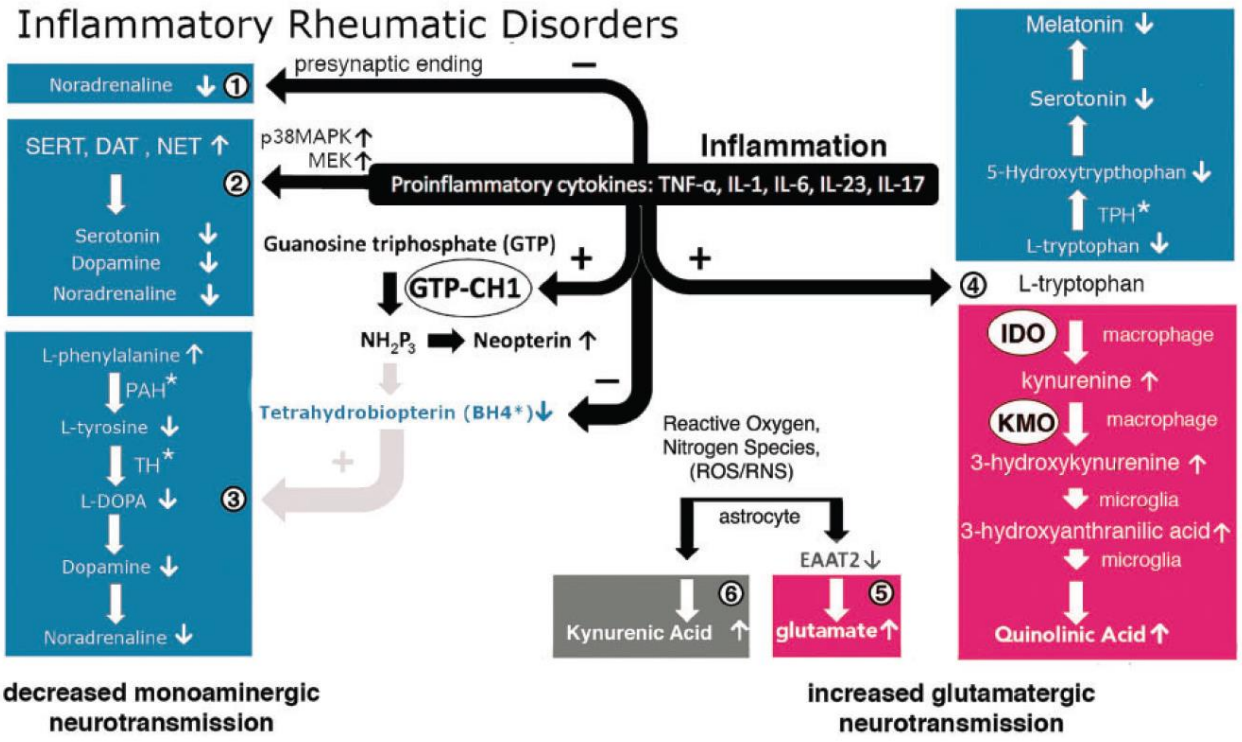 Inflammatory Rheumatic Disorders
presynaptic ending
−
Noradrenaline ↓ ①
SERT, DAT , NET ↑
②
Serotonin ↓
Dopamine ↓
Noradrenaline ↓
p38MAPK ↑
MEK ↑
Inflammation
Proinflammatory cytokines: TNF-α, IL-1, IL-6, IL-23, IL-17
Guanosine triphosphate (GTP)
+
+
GTP-CH1
NH2P3
Neopterin ↑
−
Tetrahydrobiopterin (BH4*) ↓
+
L-phenylalanine ↑
PAH*
L-tyrosine ↓
TH*
L-DOPA ↓ ③
Dopamine ↓
Noradrenaline ↓
decreased monoaminergic
neurotransmission
Reactive Oxygen,
Nitrogen Species,
(ROS/RNS)
astrocyte
EAAT2 ↓
⑥
Kynurenic Acid ↑
⑤
glutamate ↑
Melatonin ↓
Serotonin ↓
5-Hydroxytrypthophan ↓
TPH*
L-tryptophan ↓
④ L-tryptophan
IDO macrophage
kynurenine ↑
KMO macrophage
3-hydroxykynurenine ↑
microglia
3-hydroxyanthranilic acid ↑
microglia
Quinolinic Acid ↑
increased glutamatergic
neurotransmission